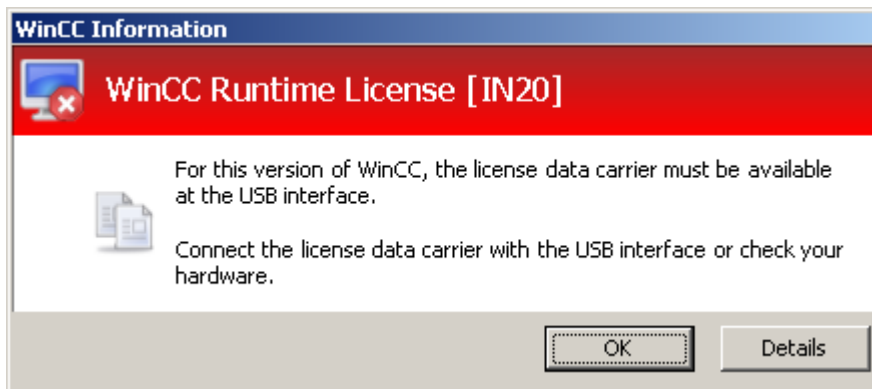 WinCC Information
WinCC Runtime License [IN20]
For this version of WinCC, the license data carrier must be available
at the USB interface.
Connect the license data carrier with the USB interface or check your
hardware.
OK
Details